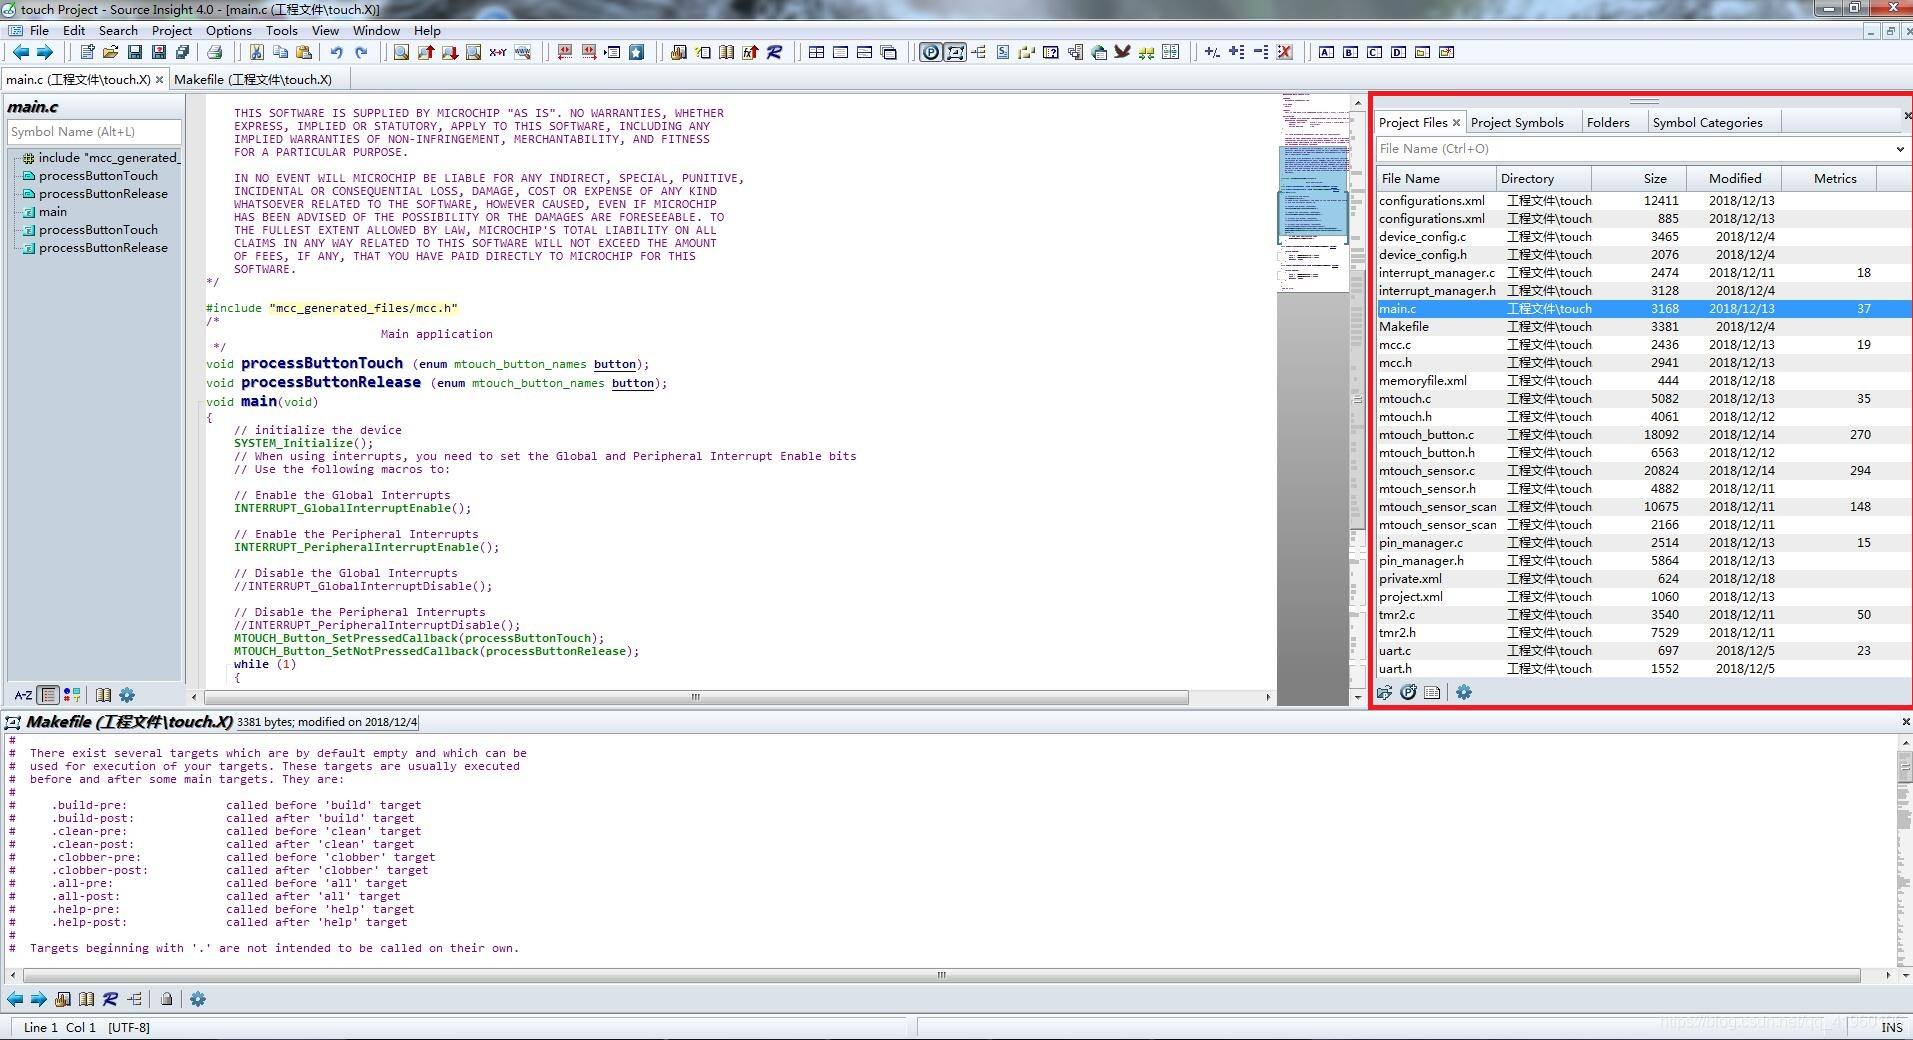 touch Project - Source Insight 4.0 - [main.c (工程文件\touch.X)]
File Edit Search Project Options Tools View Window Help
main.c (工程文件\touch.X) Makefile (工程文件\touch.X)
main.c
Symbol Name (Alt+L)
include "mcc_generated_
processButtonTouch
processButtonRelease
main
processButtonTouch
processButtonRelease
A-Z
THIS SOFTWARE IS SUPPLIED BY MICROCHIP "AS IS". NO WARRANTIES, WHETHER
EXPRESS, IMPLIED OR STATUTORY, APPLY TO THIS SOFTWARE, INCLUDING ANY
IMPLIED WARRANTIES OF NON-INFRINGEMENT, MERCHANTABILITY, AND FITNESS
FOR A PARTICULAR PURPOSE.
IN NO EVENT WILL MICROCHIP BE LIABLE FOR ANY INDIRECT, SPECIAL, PUNITIVE,
INCIDENTAL OR CONSEQUENTIAL LOSS, DAMAGE, COST OR EXPENSE OF ANY KIND
WHATSOEVER RELATED TO THE SOFTWARE, HOWEVER CAUSED, EVEN IF MICROCHIP
HAS BEEN ADVISED OF THE POSSIBILITY OR THE DAMAGES ARE FORESEEABLE. TO
THE FULLEST EXTENT ALLOWED BY LAW, MICROCHIP'S TOTAL LIABILITY ON ALL
CLAIMS IN ANY WAY RELATED TO THIS SOFTWARE WILL NOT EXCEED THE AMOUNT
OF FEES, IF ANY, THAT YOU HAVE PAID DIRECTLY TO MICROCHIP FOR THIS
SOFTWARE.
*/
#include "mcc_generated_files/mcc.h"
/*
Main application
*/
void processButtonTouch (enum mtouch_button_names button);
void processButtonRelease (enum mtouch_button_names button);
void main(void)
{
// initialize the device
SYSTEM_Initialize();
// When using interrupts, you need to set the Global and Peripheral Interrupt Enable bits
// Use the following macros to:
// Enable the Global Interrupts
INTERRUPT_GlobalInterruptEnable();
// Enable the Peripheral Interrupts
INTERRUPT_PeripheralInterruptEnable();
// Disable the Global Interrupts
//INTERRUPT_GlobalInterruptDisable();
// Disable the Peripheral Interrupts
//INTERRUPT_PeripheralInterruptDisable();
MTOUCH_Button_SetPressedCallback(processButtonTouch);
MTOUCH_Button_SetNotPressedCallback(processButtonRelease);
while (1)
{
Project Files Project Symbols Folders Symbol Categories
File Name (Ctrl+O)
File Name Directory Size Modified Metrics
configurations.xml 工程文件\touch 12411 2018/12/13
configurations.xml 工程文件\touch 885 2018/12/13
device_config.c 工程文件\touch 3465 2018/12/4
device_config.h 工程文件\touch 2076 2018/12/4
interrupt_manager.c 工程文件\touch 2474 2018/12/11 18
interrupt_manager.h 工程文件\touch 3128 2018/12/4
main.c 工程文件\touch 3168 2018/12/13 37
Makefile 工程文件\touch 3381 2018/12/4
mcc.c 工程文件\touch 2436 2018/12/13 19
mcc.h 工程文件\touch 2941 2018/12/13
memoryfile.xml 工程文件\touch 444 2018/12/18
mtouch.c 工程文件\touch 5082 2018/12/13 35
mtouch.h 工程文件\touch 4061 2018/12/12
mtouch_button.c 工程文件\touch 18092 2018/12/14 270
mtouch_button.h 工程文件\touch 6563 2018/12/12
mtouch_sensor.c 工程文件\touch 20824 2018/12/14 294
mtouch_sensor.h 工程文件\touch 4882 2018/12/11
mtouch_sensor_scan 工程文件\touch 10675 2018/12/11 148
mtouch_sensor_scan 工程文件\touch 2166 2018/12/11
pin_manager.c 工程文件\touch 2514 2018/12/13 15
pin_manager.h 工程文件\touch 5864 2018/12/13
private.xml 工程文件\touch 624 2018/12/18
project.xml 工程文件\touch 1060 2018/12/13
tmr2.c 工程文件\touch 3540 2018/12/11 50
tmr2.h 工程文件\touch 7529 2018/12/11
uart.c 工程文件\touch 697 2018/12/5 23
uart.h 工程文件\touch 1552 2018/12/5
Makefile (工程文件\touch.X) 3381 bytes; modified on 2018/12/4
#
# There exist several targets which are by default empty and which can be
# used for execution of your targets. These targets are usually executed
# before and after some main targets. They are:
#
# .build-pre: called before 'build' target
# .build-post: called after 'build' target
# .clean-pre: called before 'clean' target
# .clean-post: called after 'clean' target
# .clobber-pre: called before 'clobber' target
# .clobber-post: called after 'clobber' target
# .all-pre: called before 'all' target
# .all-post: called after 'all' target
# .help-pre: called before 'help' target
# .help-post: called after 'help' target
#
# Targets beginning with '.' are not intended to be called on their own.
Line 1 Col 1 [UTF-8]
INS